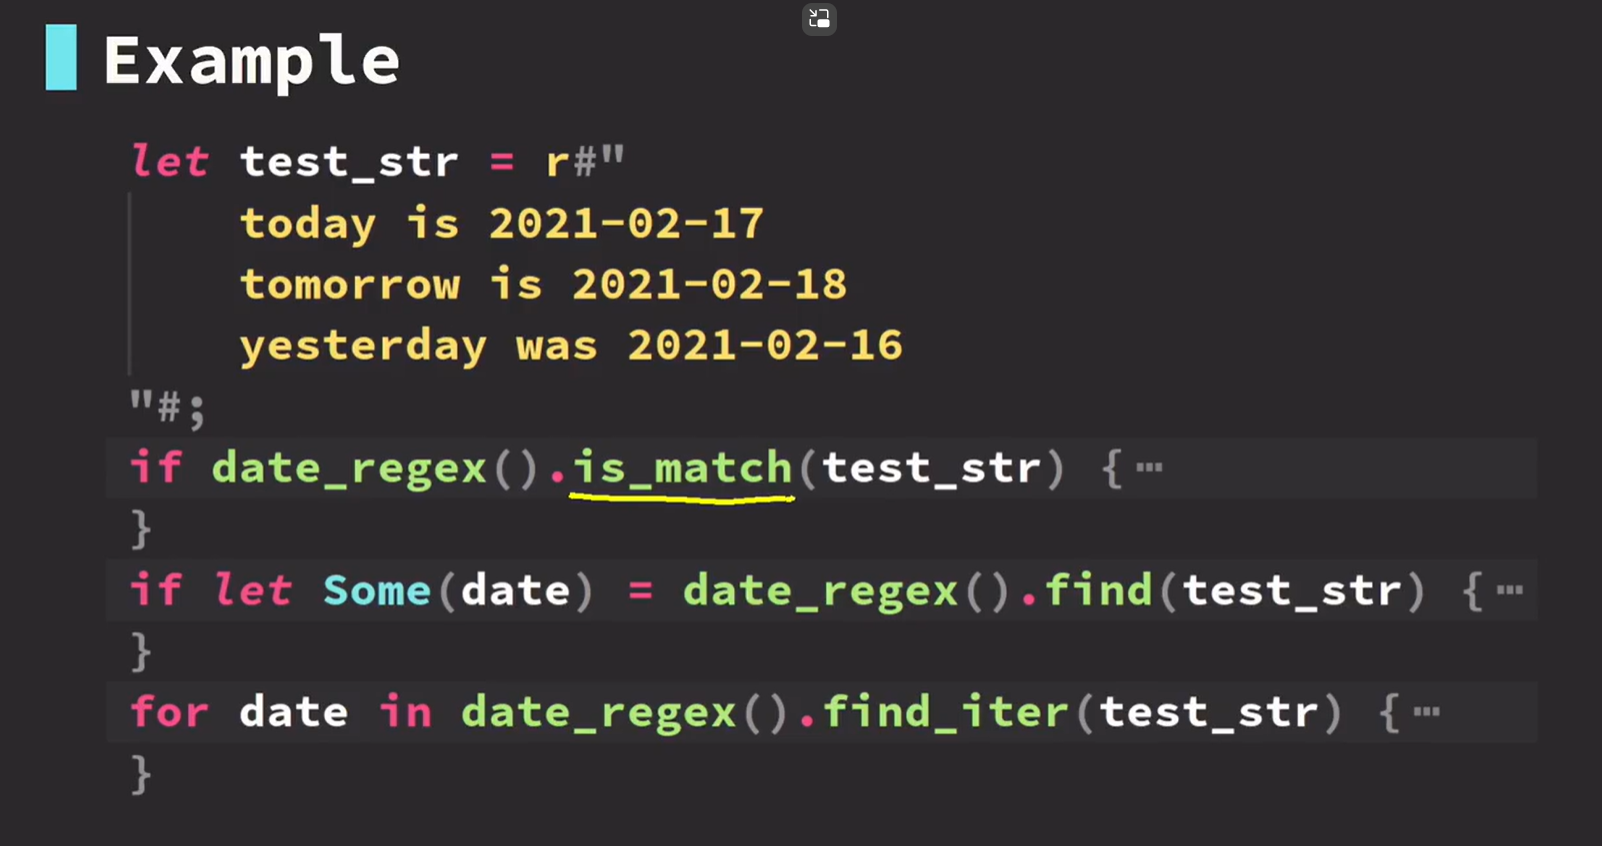 Example
let test_str = r#"
today is 2021-02-17
tomorrow is 2021-02-18
yesterday was 2021-02-16
"#;
if date_regex().is_match(test_str) {⋯
}
if let Some(date) = date_regex().find(test_str) {⋯
}
for date in date_regex().find_iter(test_str) {⋯
}